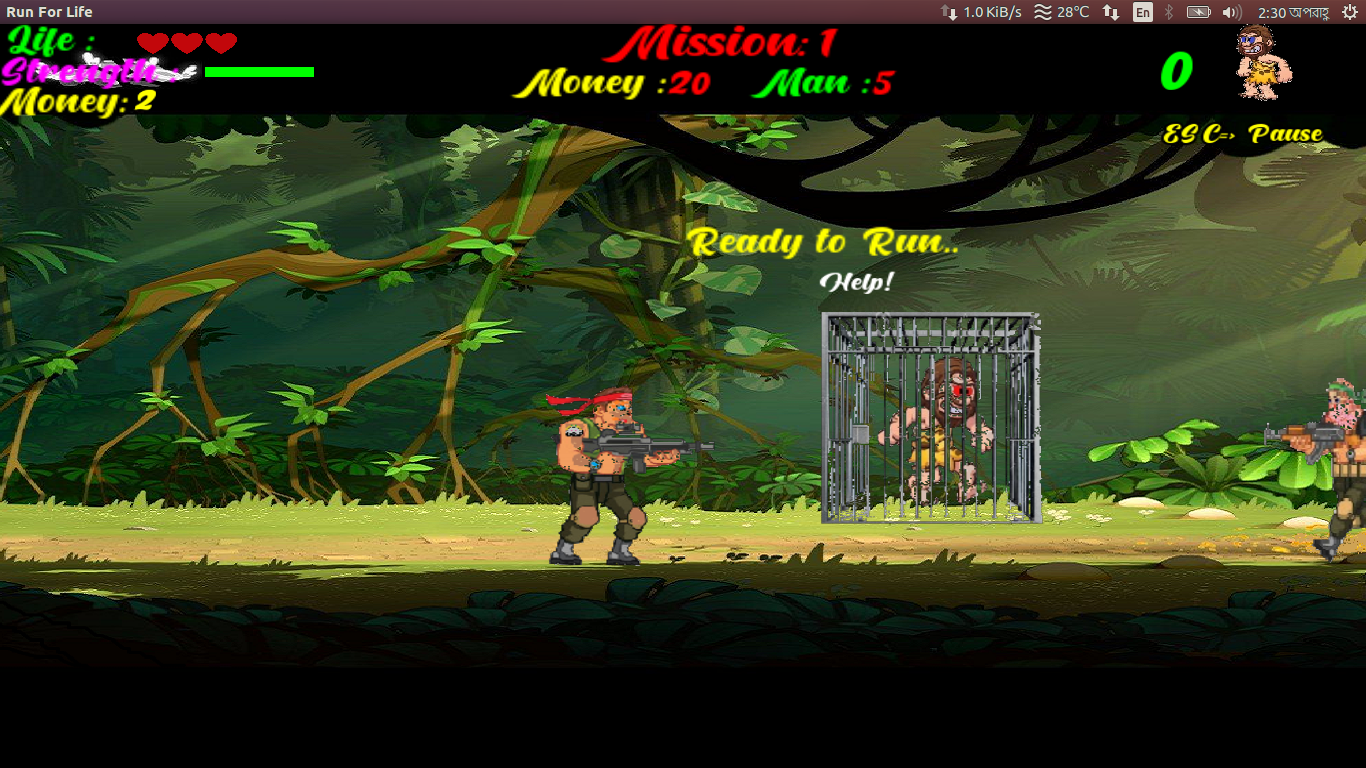 Run For Life
1.0 KiB/s 28°C En 2:30 অপরাহ্ণ
Life :
Strength :
Money: 2
Mission: 1
Money :20 Man :5
0
ESC=> Pause
Ready to Run..
Help!